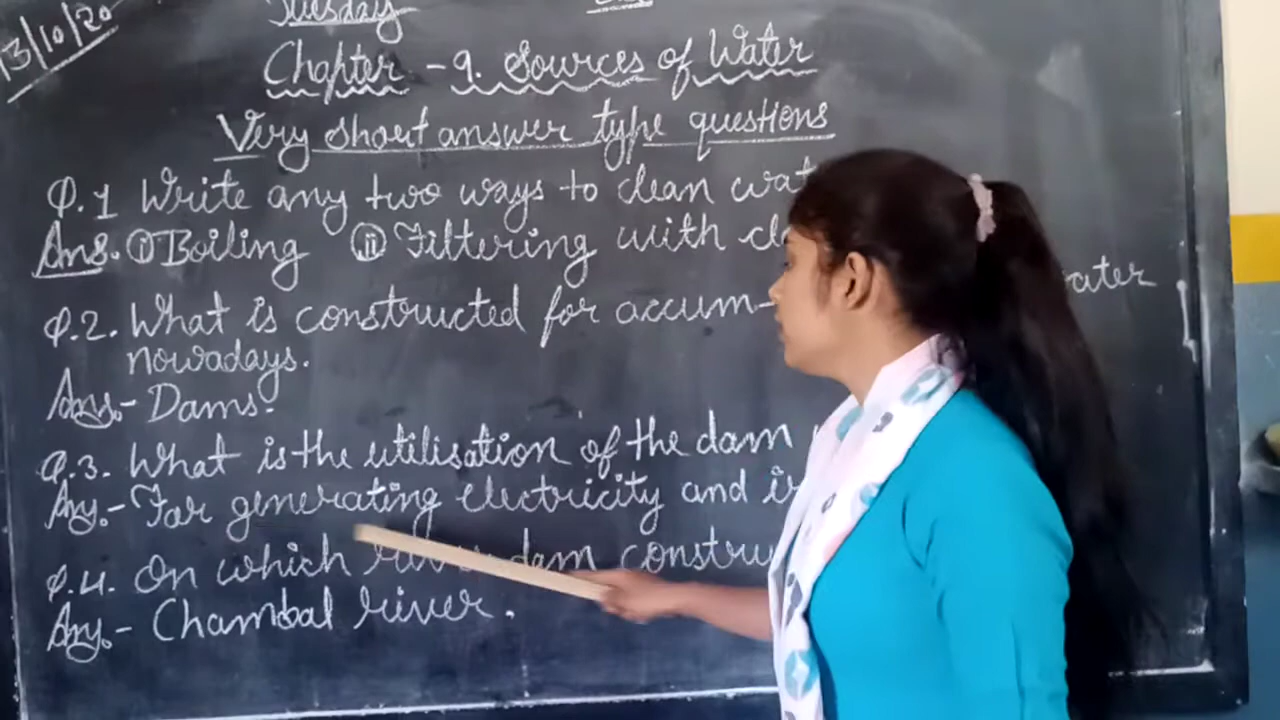 13/10/20
Tuesday
Chapter - 9. Sources of Water
Very short answer type questions
Q.1 Write any two ways to clean wat
Ans. (i) Boiling (ii) Filtering with cl
Q.2. What is constructed for accum- ater
nowadays.
Ans.- Dams.
Q.3. What is the utilisation of the dam
Ans.- For generating electricity and ir
Q.4. On which river dam constru
Ans.- Chambal river.